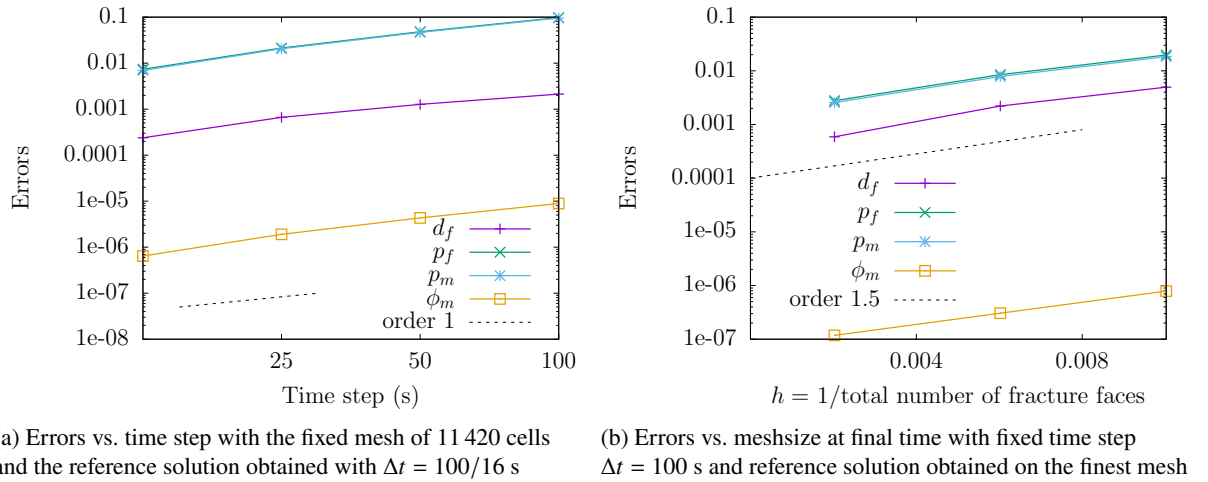 0.1
0.01
0.001
0.0001
1e-05
1e-06
1e-07
1e-08
Errors
25
50
100
Time step (s)
d_f
p_f
p_m
ϕ_m
order 1
0.1
0.01
0.001
0.0001
1e-05
1e-06
1e-07
Errors
0.004
0.008
h = 1/total number of fracture faces
d_f
p_f
p_m
ϕ_m
order 1.5
a) Errors vs. time step with the fixed mesh of 11 420 cells
and the reference solution obtained with Δt = 100/16 s
(b) Errors vs. meshsize at final time with fixed time step
Δt = 100 s and reference solution obtained on the finest mesh